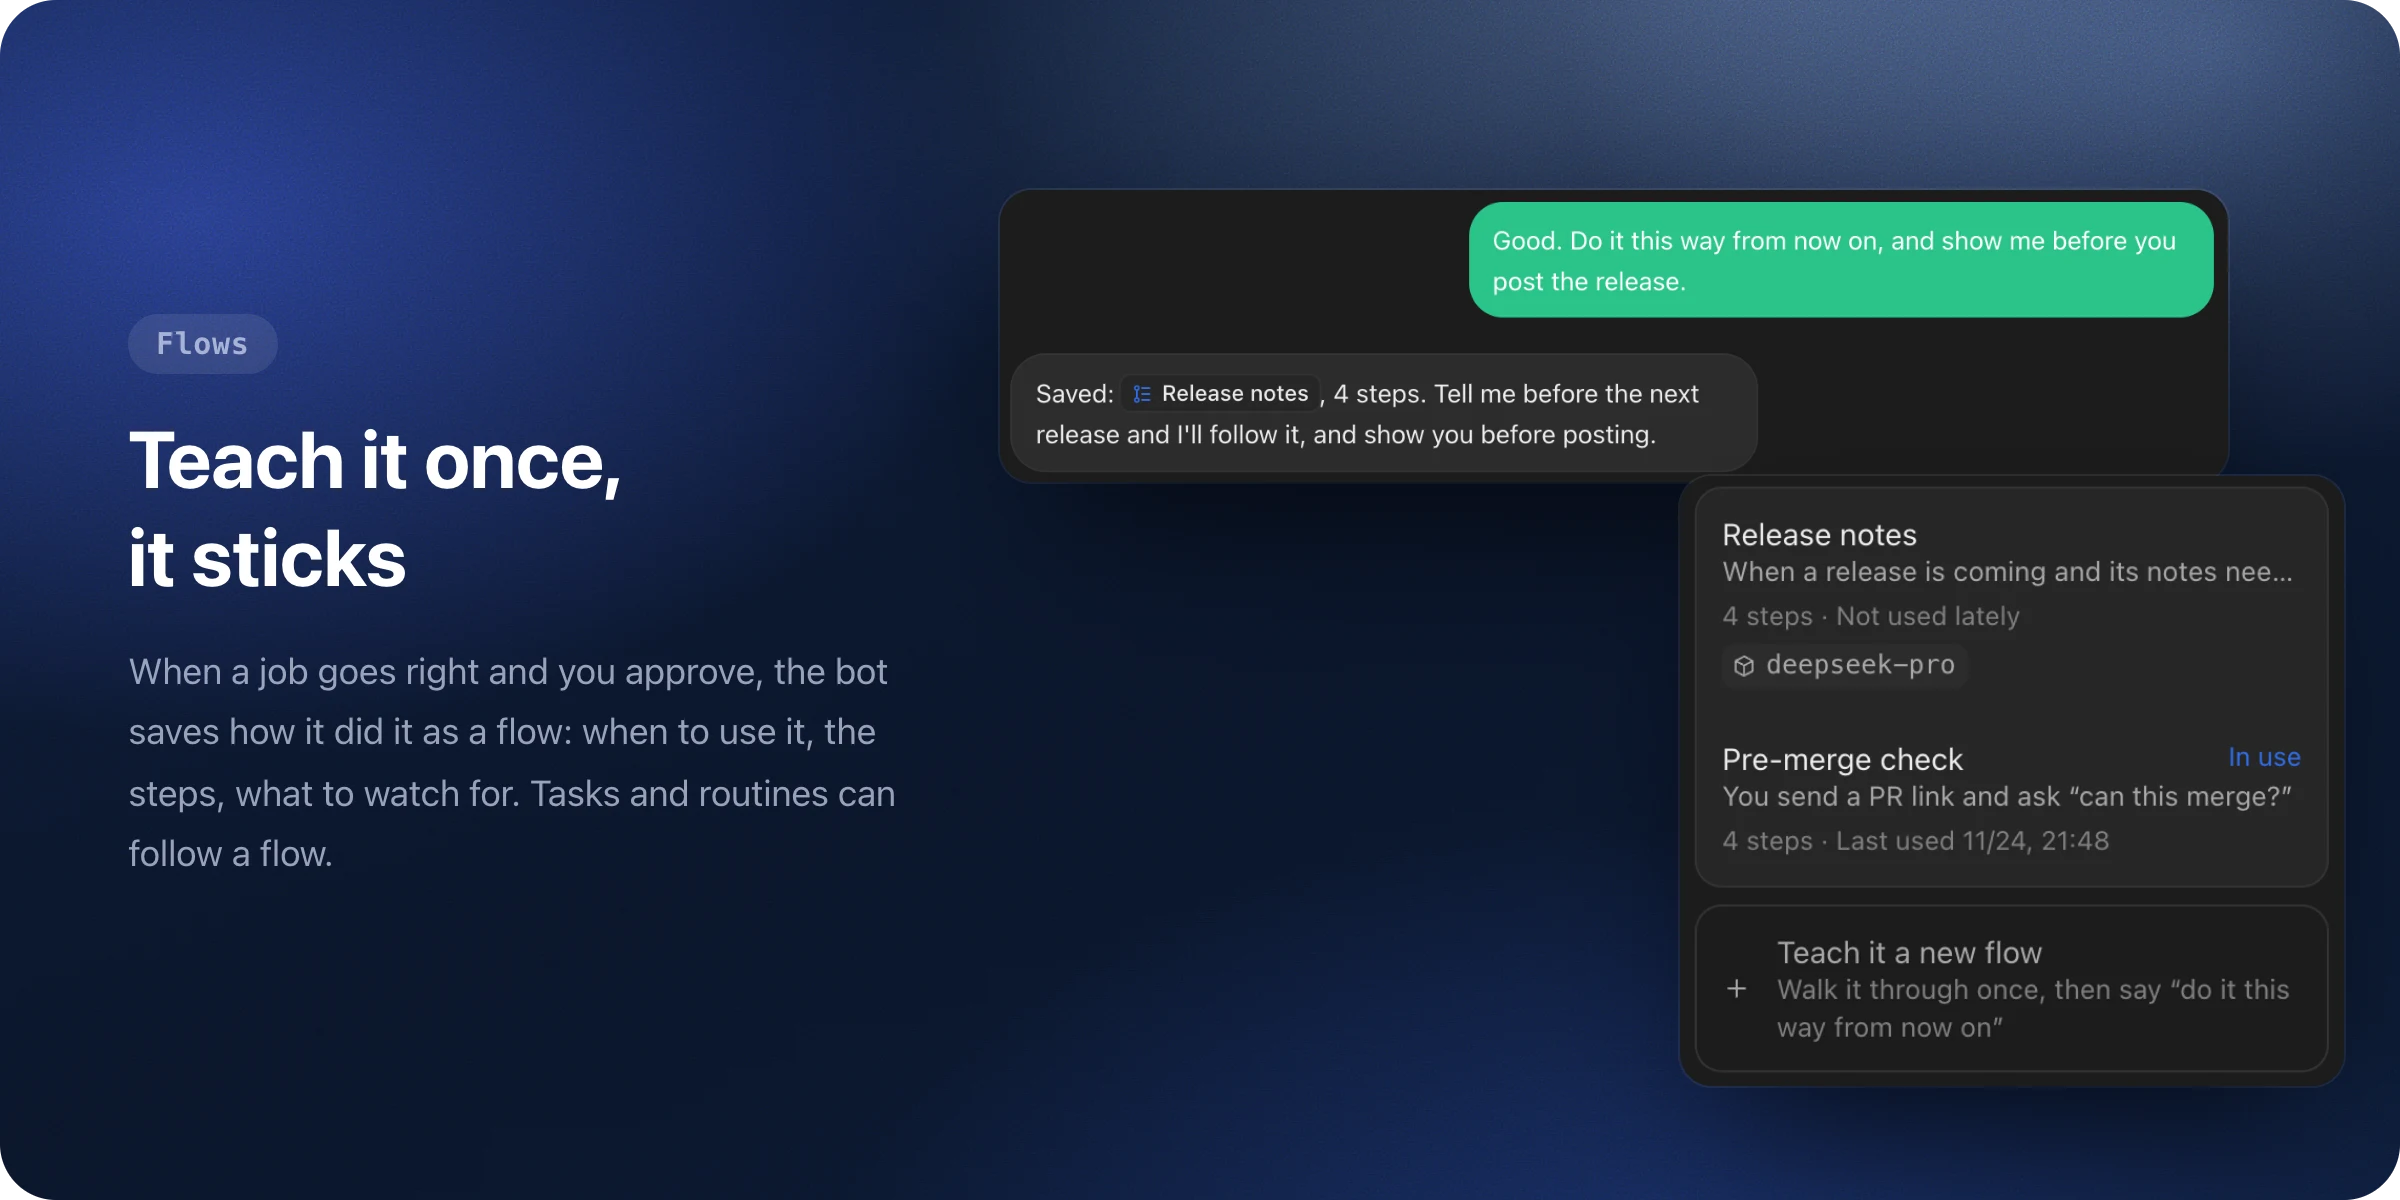 Flows
Teach it once,
it sticks
When a job goes right and you approve, the bot
saves how it did it as a flow: when to use it, the
steps, what to watch for. Tasks and routines can
follow a flow.
Good. Do it this way from now on, and show me before you
post the release.
Saved: Release notes, 4 steps. Tell me before the next
release and I'll follow it, and show you before posting.
Release notes
When a release is coming and its notes nee...
4 steps · Not used lately
deepseek-pro
Pre-merge check
In use
You send a PR link and ask “can this merge?”
4 steps · Last used 11/24, 21:48
Teach it a new flow
Walk it through once, then say “do it this
way from now on”